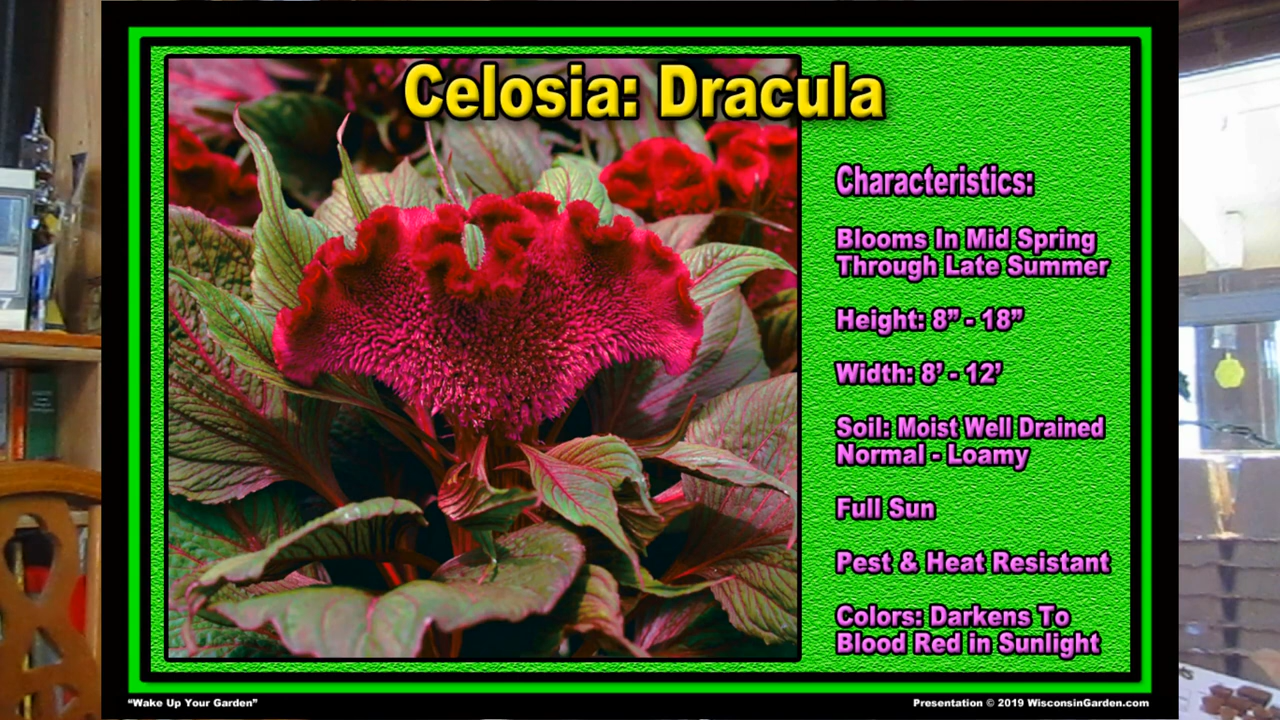 Celosia: Dracula
Characteristics:
Blooms In Mid Spring
Through Late Summer
Height: 8” - 18”
Width: 8’ - 12’
Soil: Moist Well Drained
Normal - Loamy
Full Sun
Pest & Heat Resistant
Colors: Darkens To
Blood Red in Sunlight
“Wake Up Your Garden”
Presentation © 2019 WisconsinGarden.com